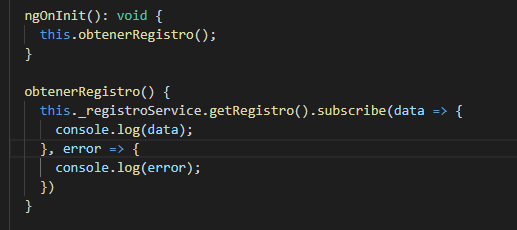 ngOnInit(): void {
  this.obtenerRegistro();
}

obtenerRegistro() {
  this._registroService.getRegistro().subscribe(data => {
    console.log(data);
  }, error => {
    console.log(error);
  })
}